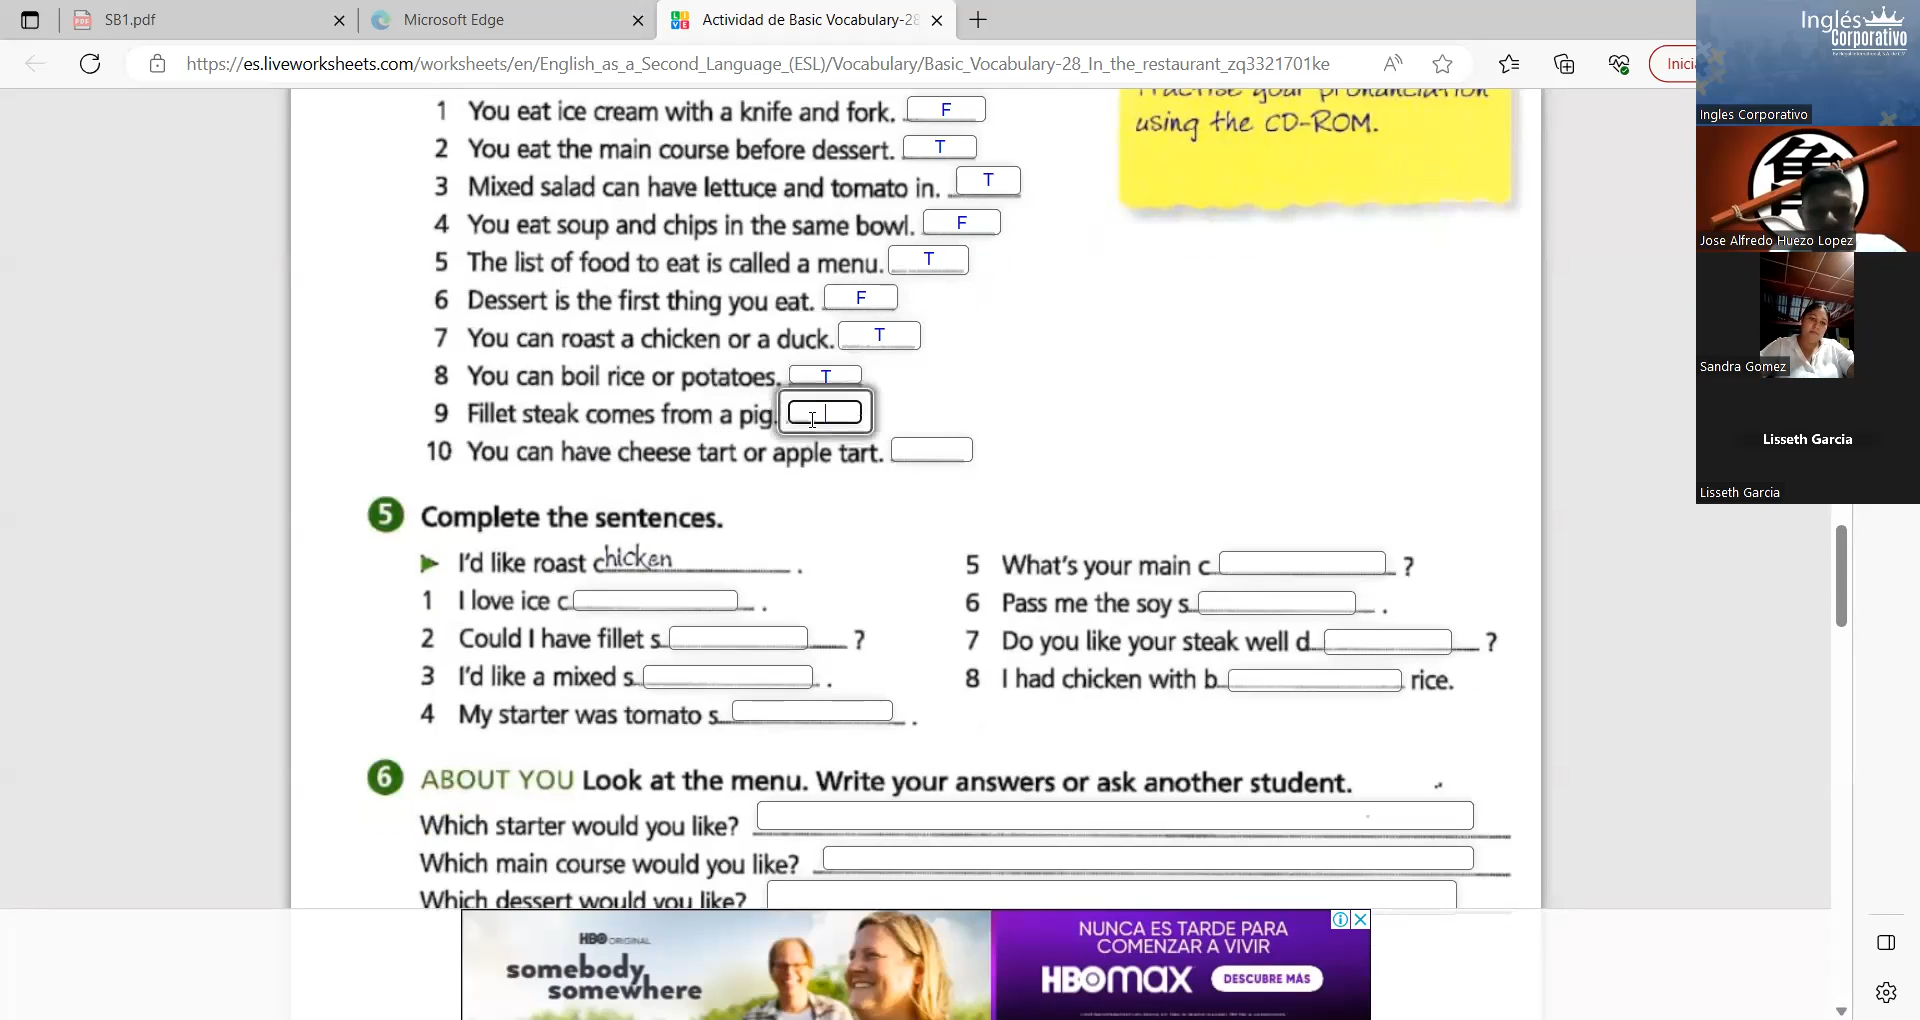 SB1.pdf
Microsoft Edge
Actividad de Basic Vocabulary-28
https://es.liveworksheets.com/worksheets/en/English_as_a_Second_Language_(ESL)/Vocabulary/Basic_Vocabulary-28_In_the_restaurant_zq3321701ke
Inici
Inglés
Corporativo
Ingles Corporativo
Jose Alfredo Huezo Lopez
Sandra Gomez
Lisseth Garcia
Lisseth Garcia
Practise your pronunciation
using the CD-ROM.
1 You eat ice cream with a knife and fork. F
2 You eat the main course before dessert. T
3 Mixed salad can have lettuce and tomato in. T
4 You eat soup and chips in the same bowl. F
5 The list of food to eat is called a menu. T
6 Dessert is the first thing you eat. F
7 You can roast a chicken or a duck. T
8 You can boil rice or potatoes. T
9 Fillet steak comes from a pig.
10 You can have cheese tart or apple tart.
5 Complete the sentences.
I'd like roast chicken .
1 I love ice c .
2 Could I have fillet s ?
3 I'd like a mixed s .
4 My starter was tomato s .
5 What's your main c ?
6 Pass me the soy s .
7 Do you like your steak well d ?
8 I had chicken with b rice.
6 ABOUT YOU Look at the menu. Write your answers or ask another student.
Which starter would you like?
Which main course would you like?
Which dessert would you like?
HBO ORIGINAL
somebody
somewhere
NUNCA ES TARDE PARA
COMENZAR A VIVIR
HBOMAX
DESCUBRE MÁS